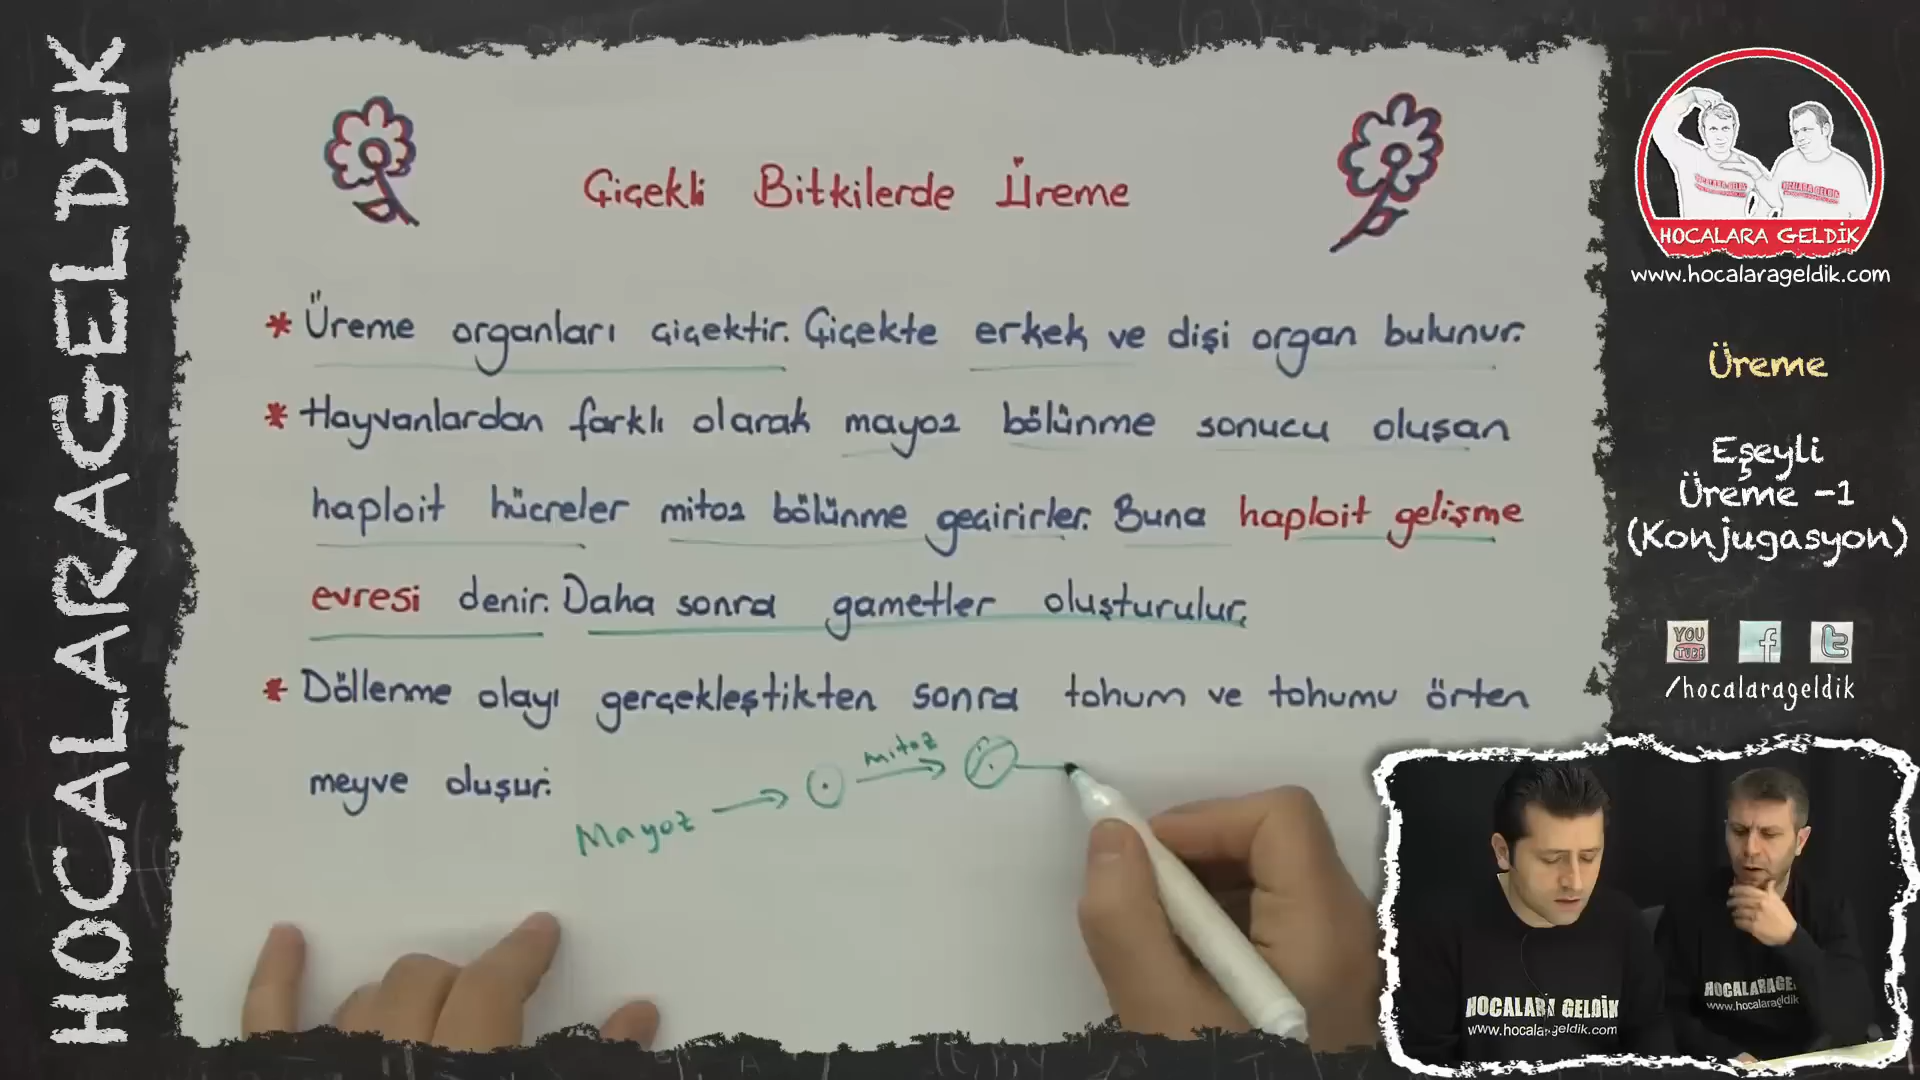 HOCALARAGELDİK
Çiçekli Bitkilerde Üreme
* Üreme organları çiçektir. Çiçekte erkek ve dişi organ bulunur.
* Hayvanlardan farklı olarak mayoz bölünme sonucu oluşan
haploit hücreler mitoz bölünme geçirirler. Buna haploit gelişme
evresi denir. Daha sonra gametler oluşturulur.
* Döllenme olayı gerçekleştikten sonra tohum ve tohumu örten
meyve oluşur.
Mayoz
mitoz
HOCALARA GELDİK
www.hocalarageldik.com
Üreme
Eşeyli
Üreme -1
(Konjugasyon)
YOU
TUBE
f
t
/hocalarageldik
HOCALARA GELDİK
www.hocalarageldik.com
HOCALARAGE
www.hocalarageldik